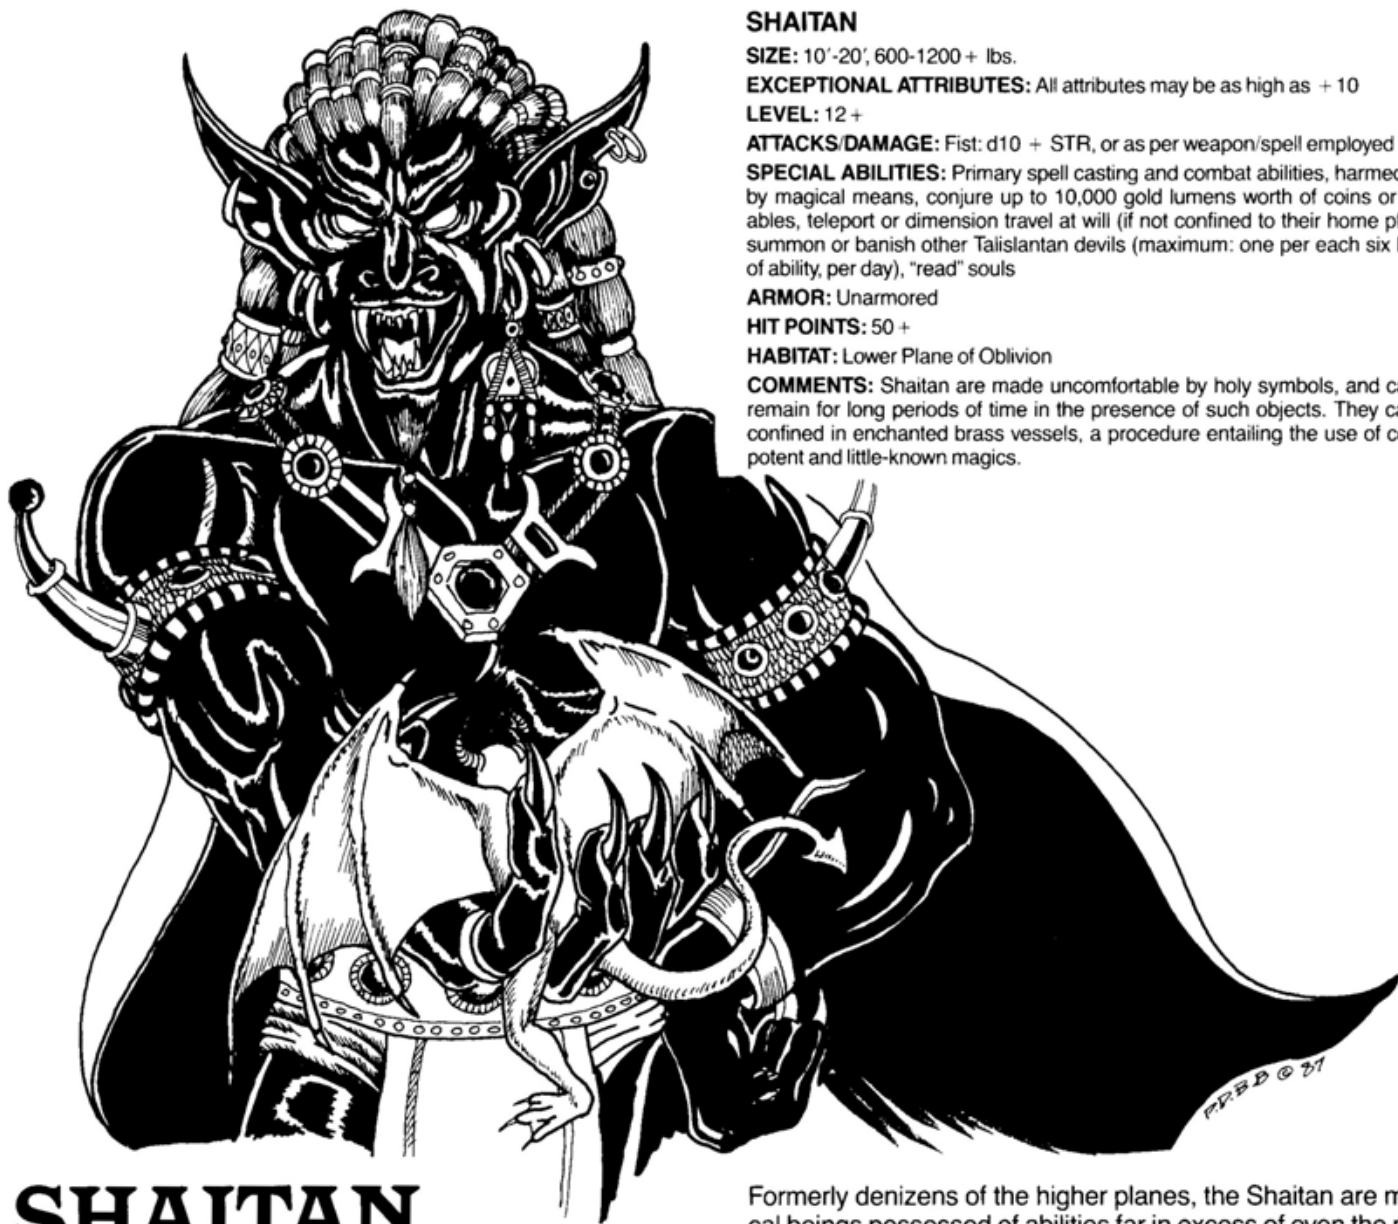 SHAITAN
SIZE: 10'-20', 600-1200 + lbs.
EXCEPTIONAL ATTRIBUTES: All attributes may be as high as + 10
LEVEL: 12 +
ATTACKS/DAMAGE: Fist: d10 + STR, or as per weapon/spell employed
SPECIAL ABILITIES: Primary spell casting and combat abilities, harmed
by magical means, conjure up to 10,000 gold lumens worth of coins or
ables, teleport or dimension travel at will (if not confined to their home
summon or banish other Talislantan devils (maximum: one per each six
of ability, per day), "read" souls
ARMOR: Unarmored
HIT POINTS: 50 +
HABITAT: Lower Plane of Oblivion
COMMENTS: Shaitan are made uncomfortable by holy symbols, and
remain for long periods of time in the presence of such objects. They
confined in enchanted brass vessels, a procedure entailing the use of
potent and little-known magics.
P.D.B.B © 87
SHAITAN
Formerly denizens of the higher planes, the Shaitan are
cal beings possessed of abilities far in excess of even the